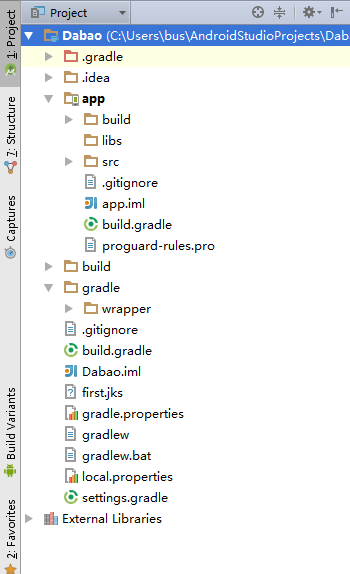 Project
Dabao (C:\Users\bus\AndroidStudioProjects\Dab
.gradle
.idea
app
build
libs
src
.gitignore
app.iml
build.gradle
proguard-rules.pro
build
gradle
wrapper
.gitignore
build.gradle
Dabao.iml
first.jks
gradle.properties
gradlew
gradlew.bat
local.properties
settings.gradle
External Libraries
1: Project
7: Structure
Captures
Build Variants
2: Favorites